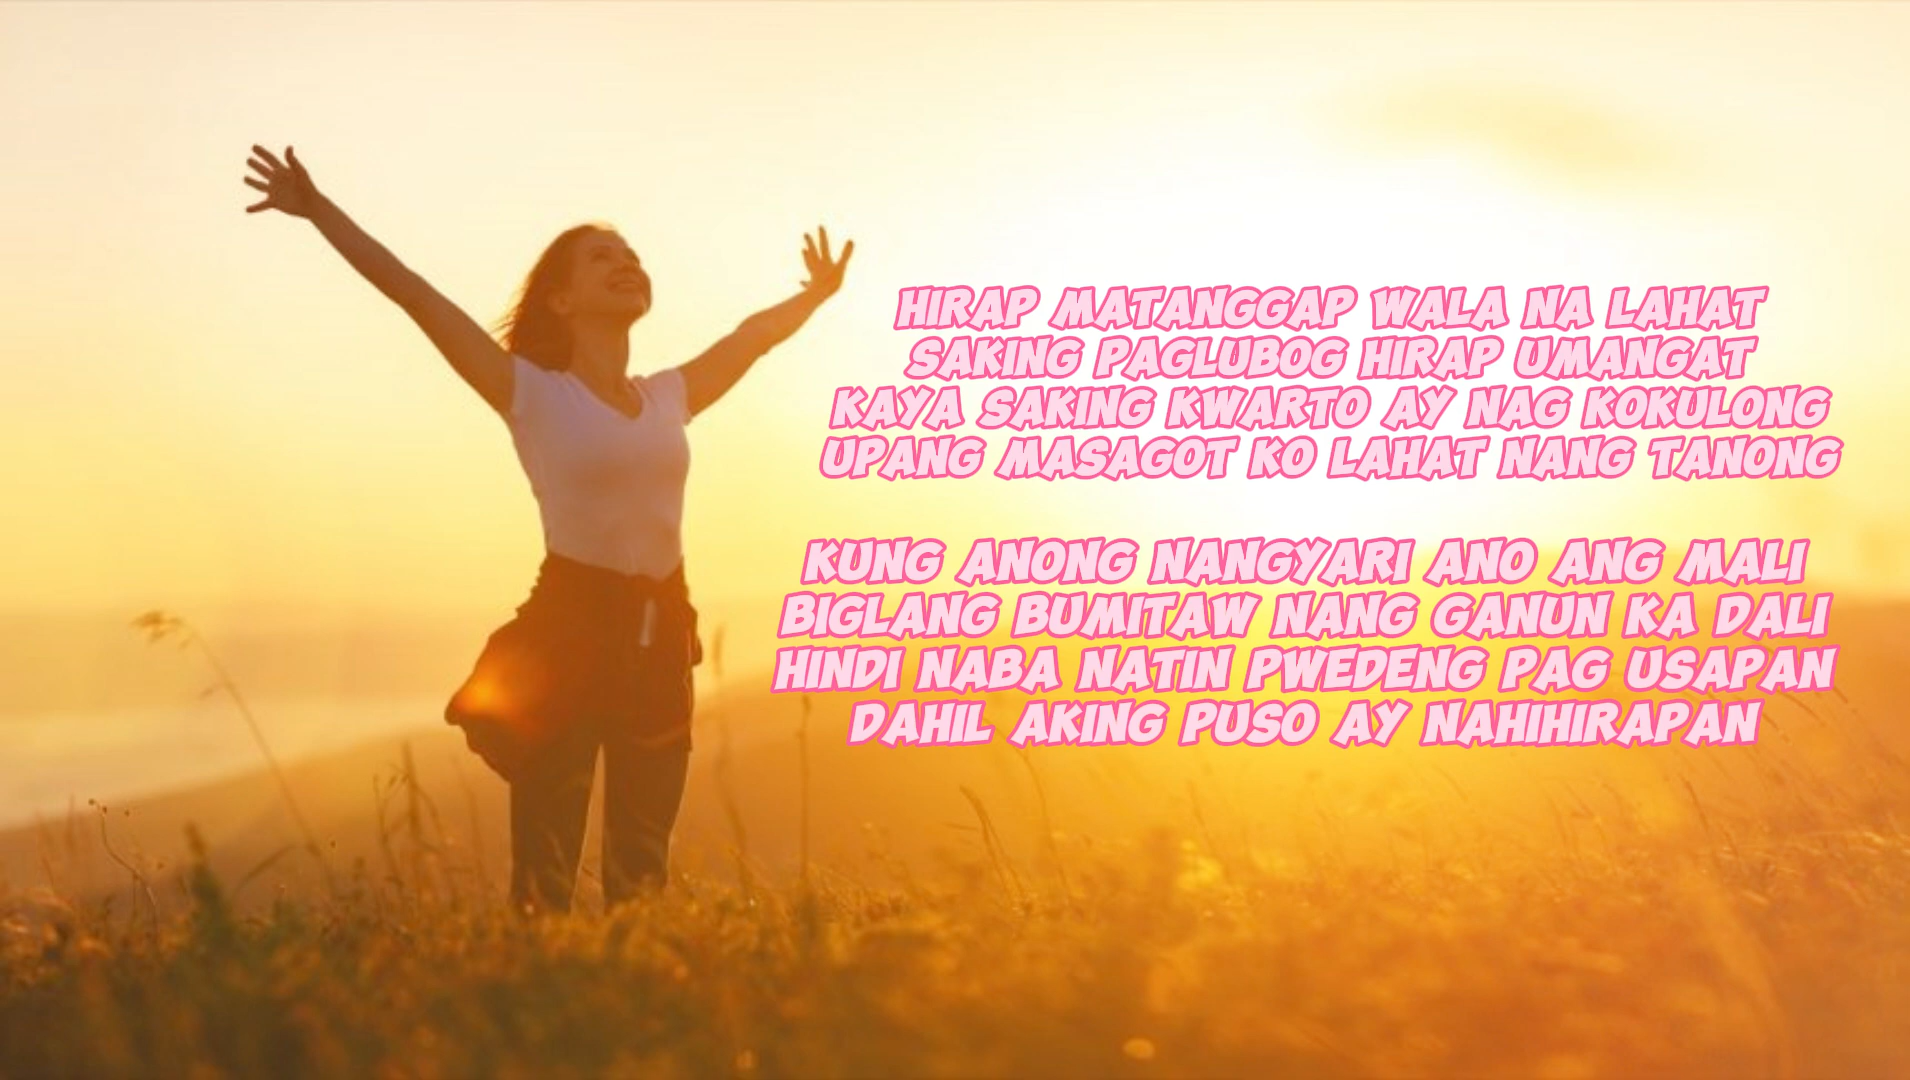 HIRAP MATANGGAP WALA NA LAHAT
SAKING PAGLUBOG HIRAP UMANGAT
KAYA SAKING KWARTO AY NAG KOKULONG
UPANG MASAGOT KO LAHAT NANG TANONG
KUNG ANONG NANGYARI ANO ANG MALI
BIGLANG BUMITAW NANG GANUN KA DALI
HINDI NABA NATIN PWEDENG PAG USAPAN
DAHIL AKING PUSO AY NAHIHIRAPAN